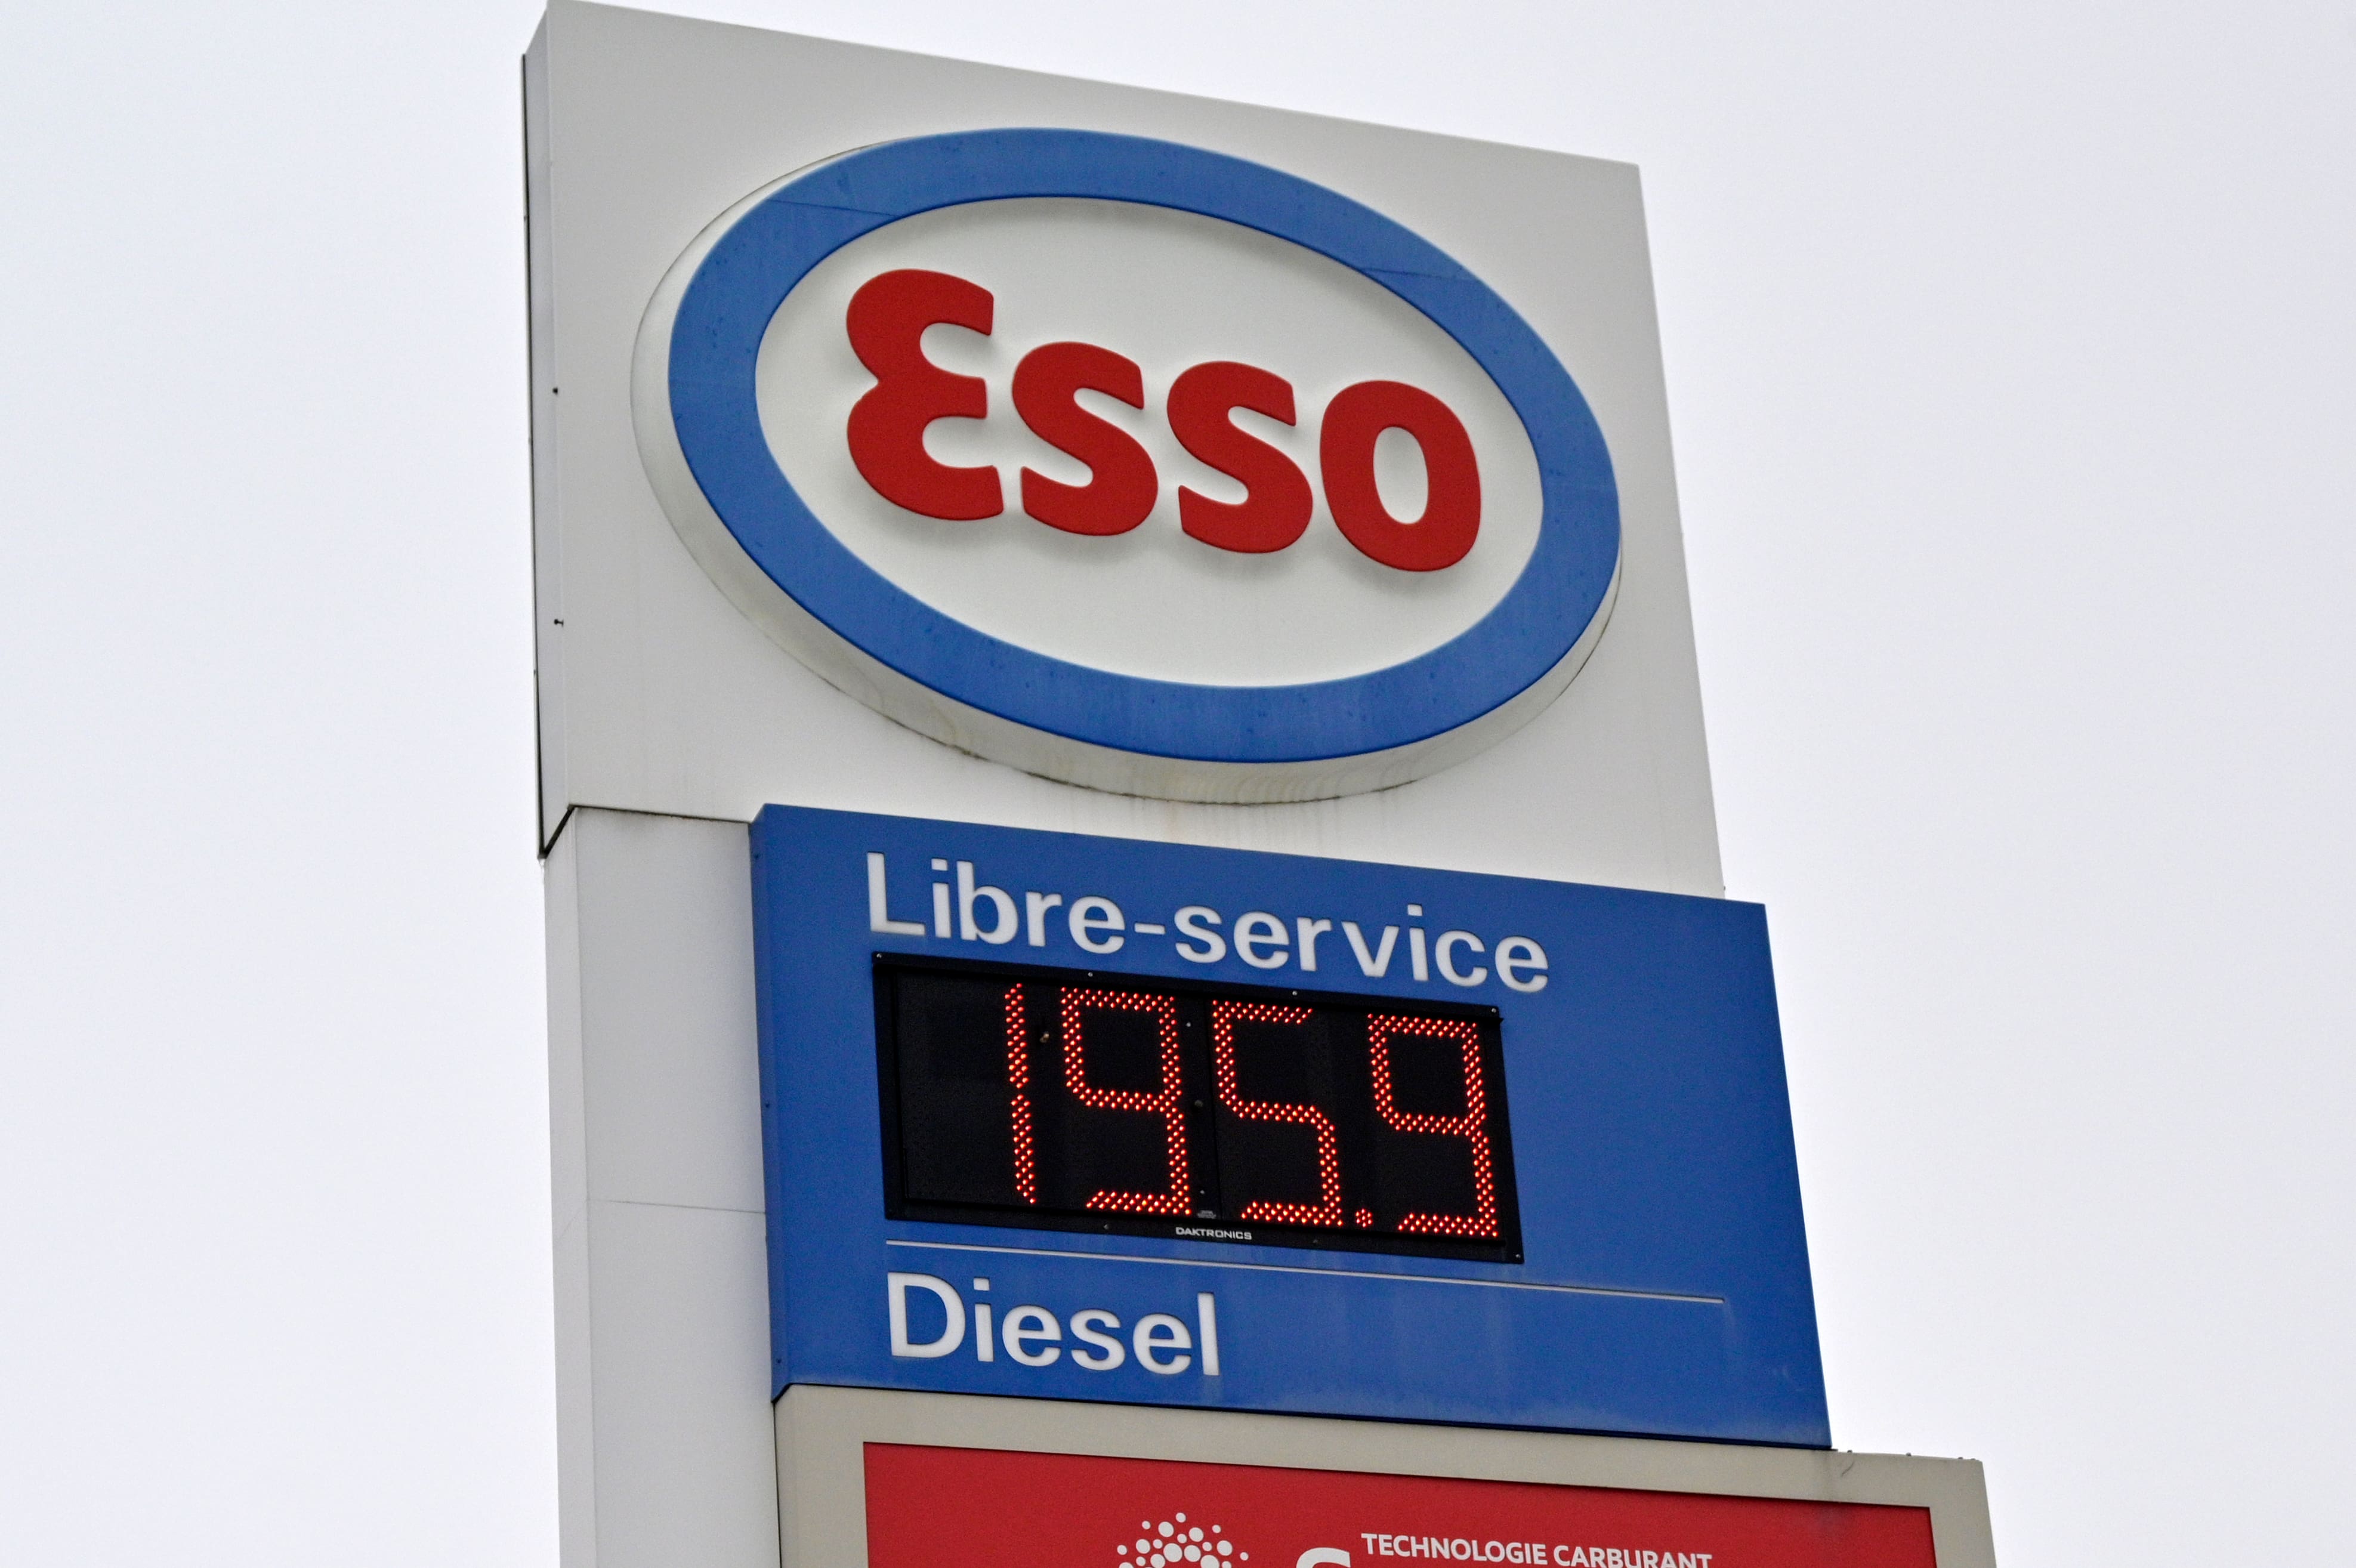 Esso
Libre-service
195.9
DAKTRONICS
Diesel
TECHNOLOGIE CARBURANT